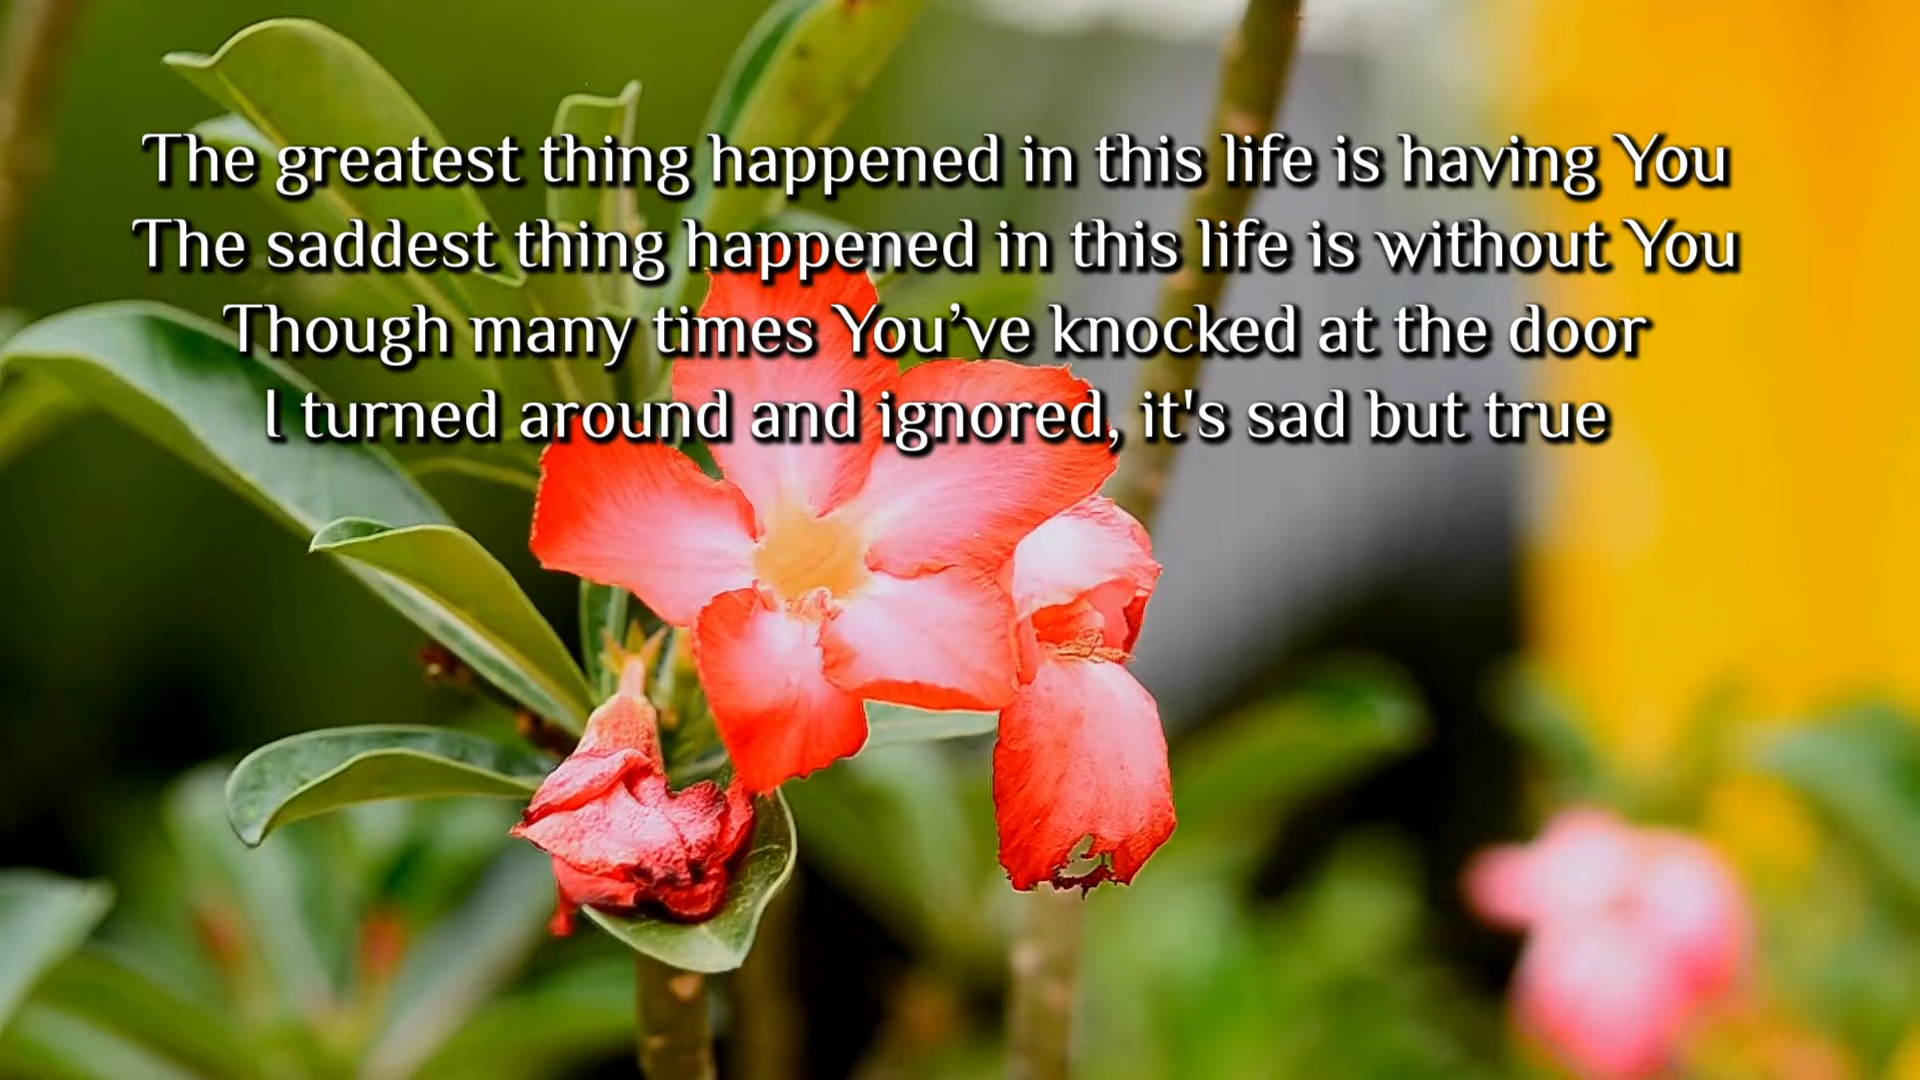 The greatest thing happened in this life is having You
The saddest thing happened in this life is without You
Though many times You’ve knocked at the door
I turned around and ignored, it's sad but true